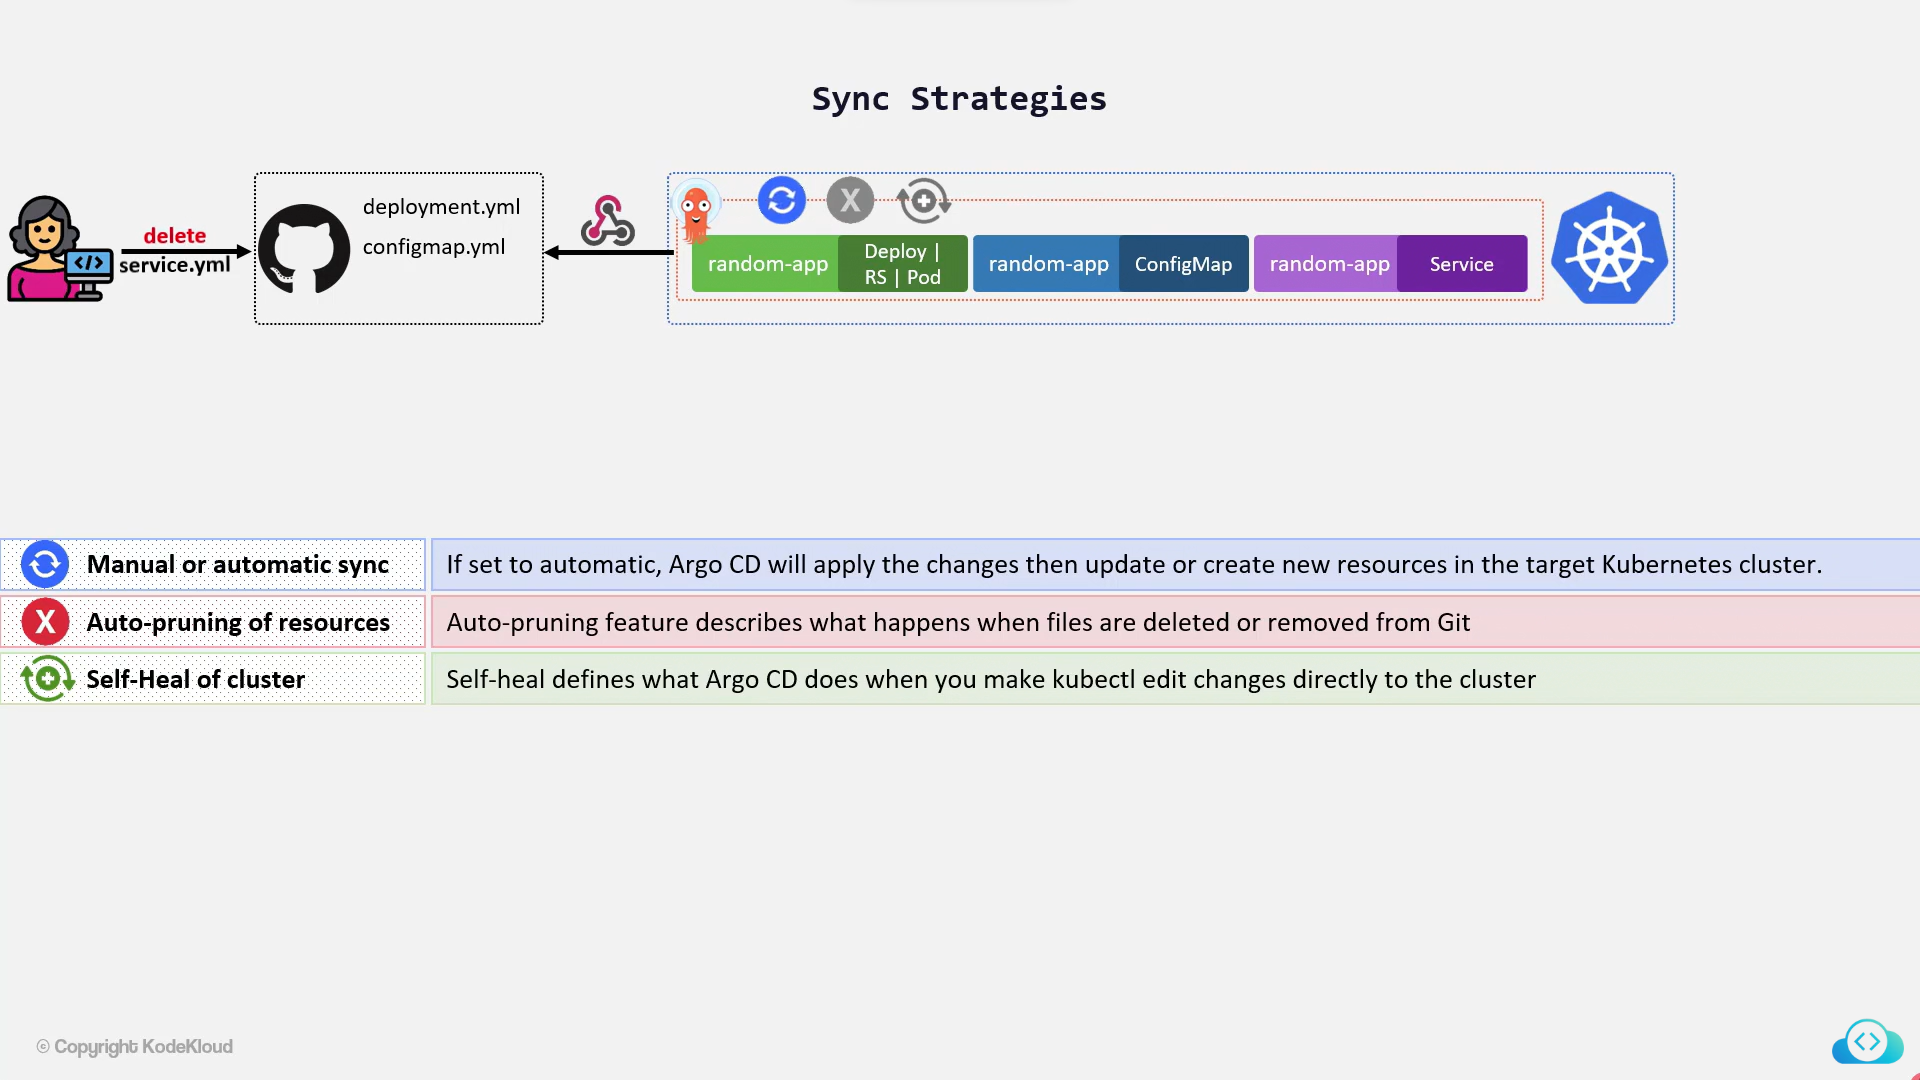 Sync Strategies
delete
service.yml
deployment.yml
configmap.yml
random-app
Deploy |
RS | Pod
random-app
ConfigMap
random-app
Service
Manual or automatic sync
If set to automatic, Argo CD will apply the changes then update or create new resources in the target Kubernetes cluster.
X Auto-pruning of resources
Auto-pruning feature describes what happens when files are deleted or removed from Git
Self-Heal of cluster
Self-heal defines what Argo CD does when you make kubectl edit changes directly to the cluster
© Copyright KodeKloud